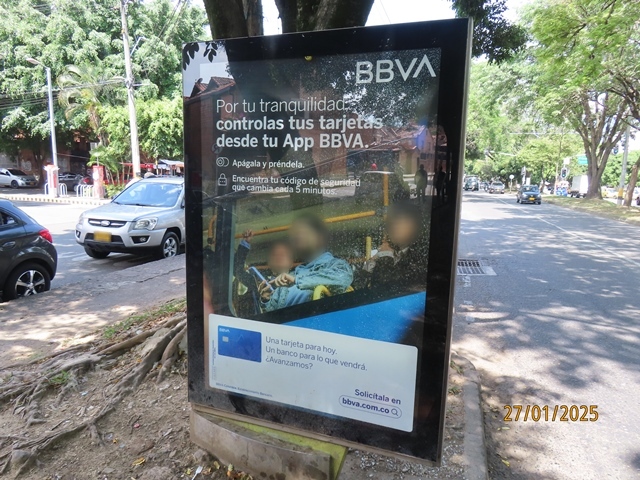 BBVA
Por tu tranquilidad,
controlas tus tarjetas
desde tu App BBVA.
Apágala y préndela.
Encuentra tu código de seguridad
que cambia cada 5 minutos.
BBVA
Una tarjeta para hoy.
Un banco para lo que vendrá.
¿Avanzamos?
Solicítala en
bbva.com.co
27/01/2025